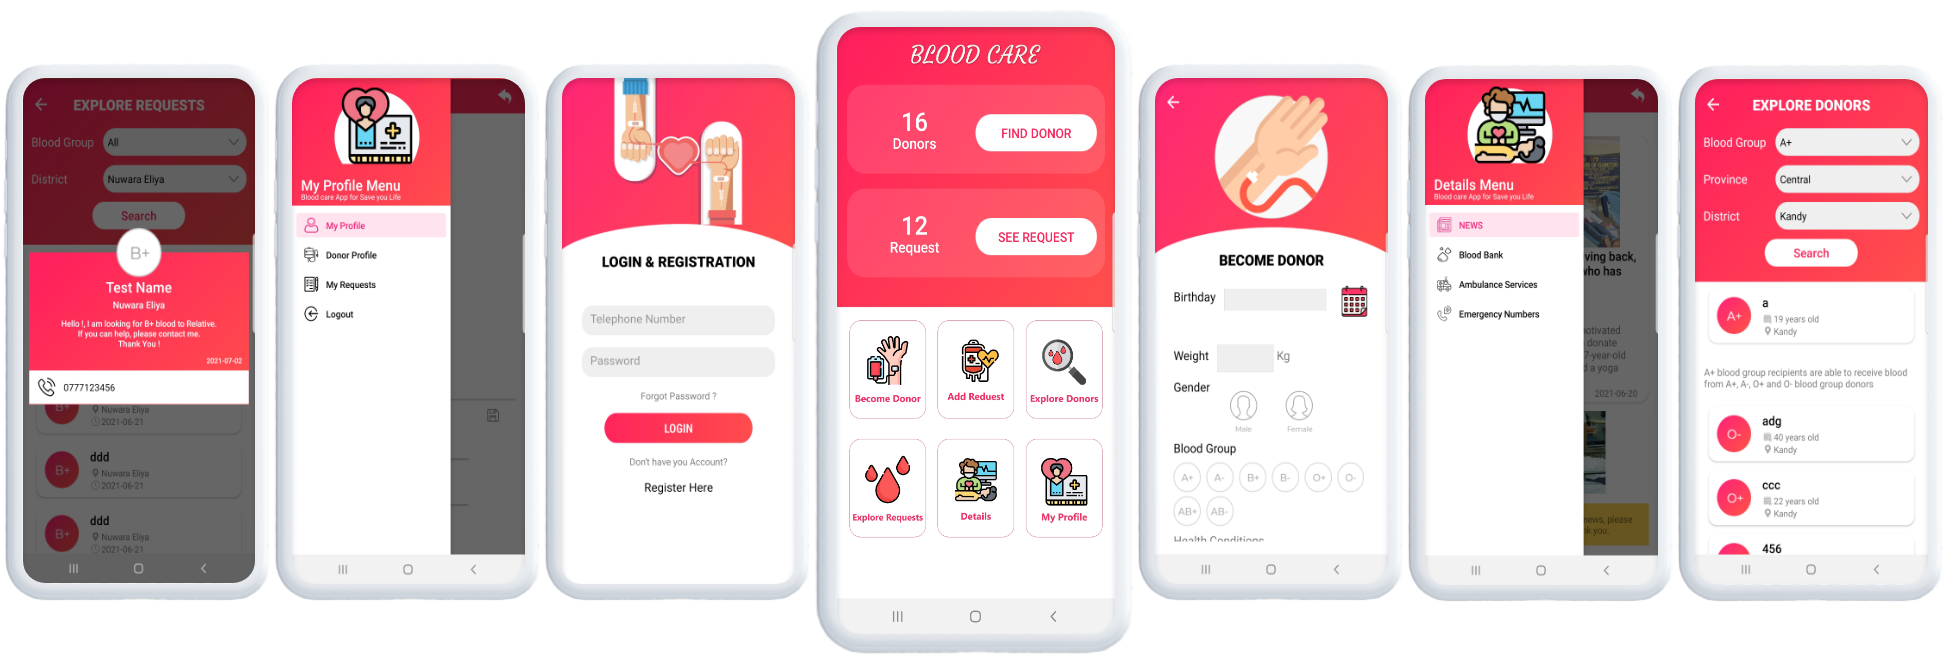 EXPLORE REQUESTS
Blood Group All
District Nuwara Eliya
Search
B+
Test Name
Nuwara Eliya
Hello !, I am looking for B+ blood to Relative.
If you can help, please contact me.
Thank You !
2021-07-02
0777123456
B+
Nuwara Eliya
2021-06-21
ddd
B+
Nuwara Eliya
2021-06-21
ddd
B+
Nuwara Eliya
2021-06-21
My Profile Menu
Blood care App for Save you Life
My Profile
Donor Profile
My Requests
Logout
LOGIN & REGISTRATION
Telephone Number
Password
Forgot Password ?
LOGIN
Don't have you Account?
Register Here
BLOOD CARE
16
Donors
FIND DONOR
12
Request
SEE REQUEST
Become Donor
Add Reduest
Explore Donors
Explore Requests
Details
My Profile
BECOME DONOR
Birthday
Weight Kg
Gender
Male Female
Blood Group
A+ A- B+ B- O+ O-
AB+ AB-
Health Conditions
Details Menu
Blood care App for Save you Life
NEWS
Blood Bank
Ambulance Services
Emergency Numbers
ving back,
who has
otivated
donate
7-year-old
d a yoga
2021-06-20
news, please
nk you.
EXPLORE DONORS
Blood Group A+
Province Central
District Kandy
Search
a
A+
19 years old
Kandy
A+ blood group recipients are able to receive blood
from A+, A-, O+ and O- blood group donors
adg
O-
40 years old
Kandy
ccc
O+
22 years old
Kandy
456
A+